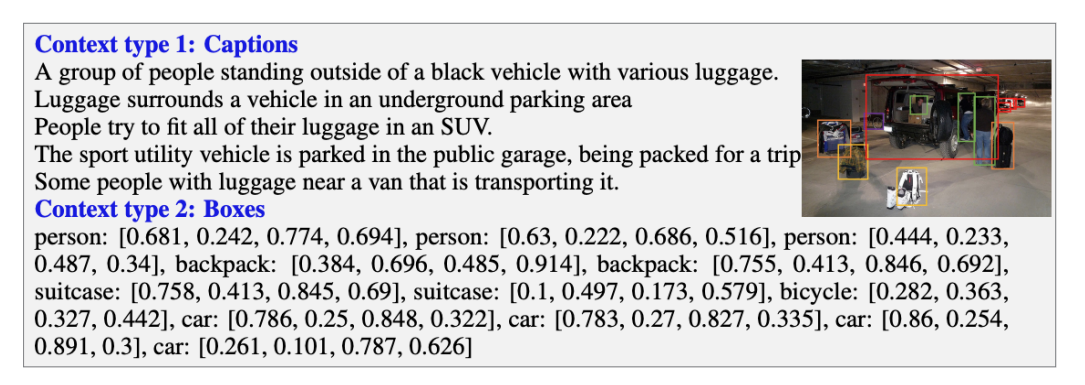 Context type 1: Captions
A group of people standing outside of a black vehicle with various luggage.
Luggage surrounds a vehicle in an underground parking area
People try to fit all of their luggage in an SUV.
The sport utility vehicle is parked in the public garage, being packed for a trip
Some people with luggage near a van that is transporting it.
Context type 2: Boxes
person: [0.681, 0.242, 0.774, 0.694], person: [0.63, 0.222, 0.686, 0.516], person: [0.444, 0.233,
0.487, 0.34], backpack: [0.384, 0.696, 0.485, 0.914], backpack: [0.755, 0.413, 0.846, 0.692],
suitcase: [0.758, 0.413, 0.845, 0.69], suitcase: [0.1, 0.497, 0.173, 0.579], bicycle: [0.282, 0.363,
0.327, 0.442], car: [0.786, 0.25, 0.848, 0.322], car: [0.783, 0.27, 0.827, 0.335], car: [0.86, 0.254,
0.891, 0.3], car: [0.261, 0.101, 0.787, 0.626]